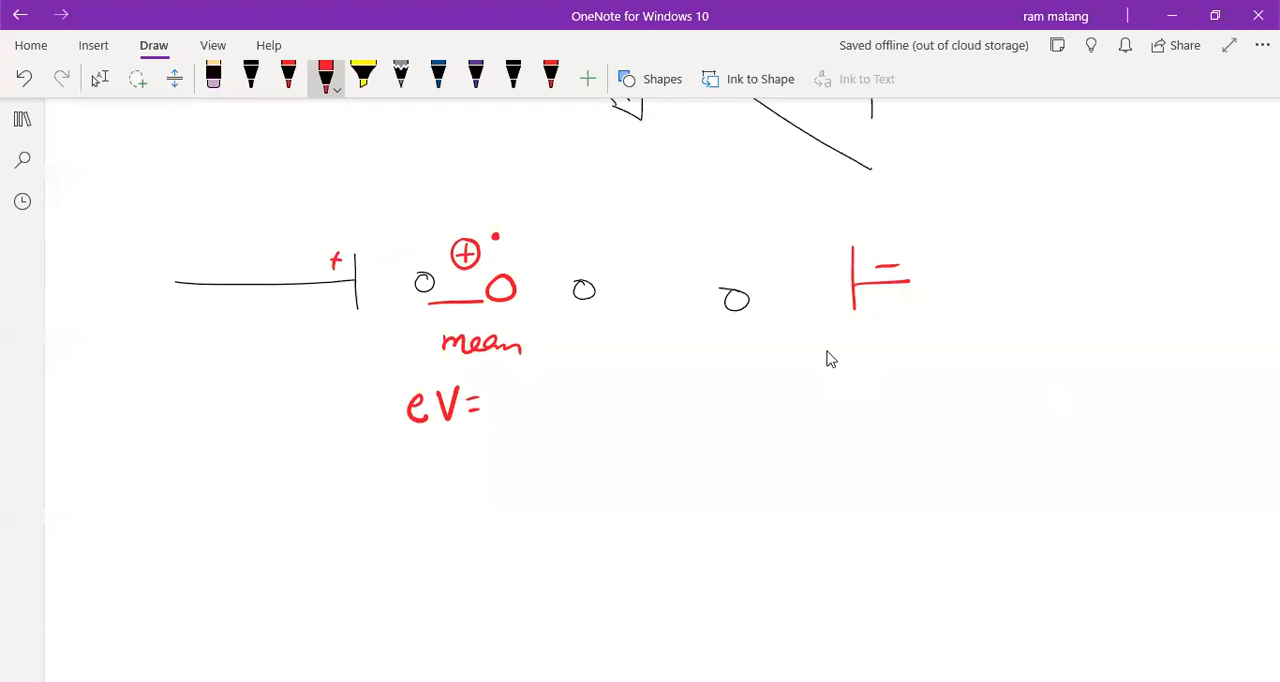 OneNote for Windows 10
ram matang
Home Insert Draw View Help
Saved offline (out of cloud storage)
Share
Shapes
Ink to Shape
Ink to Text
+
+
=
mean
eV=